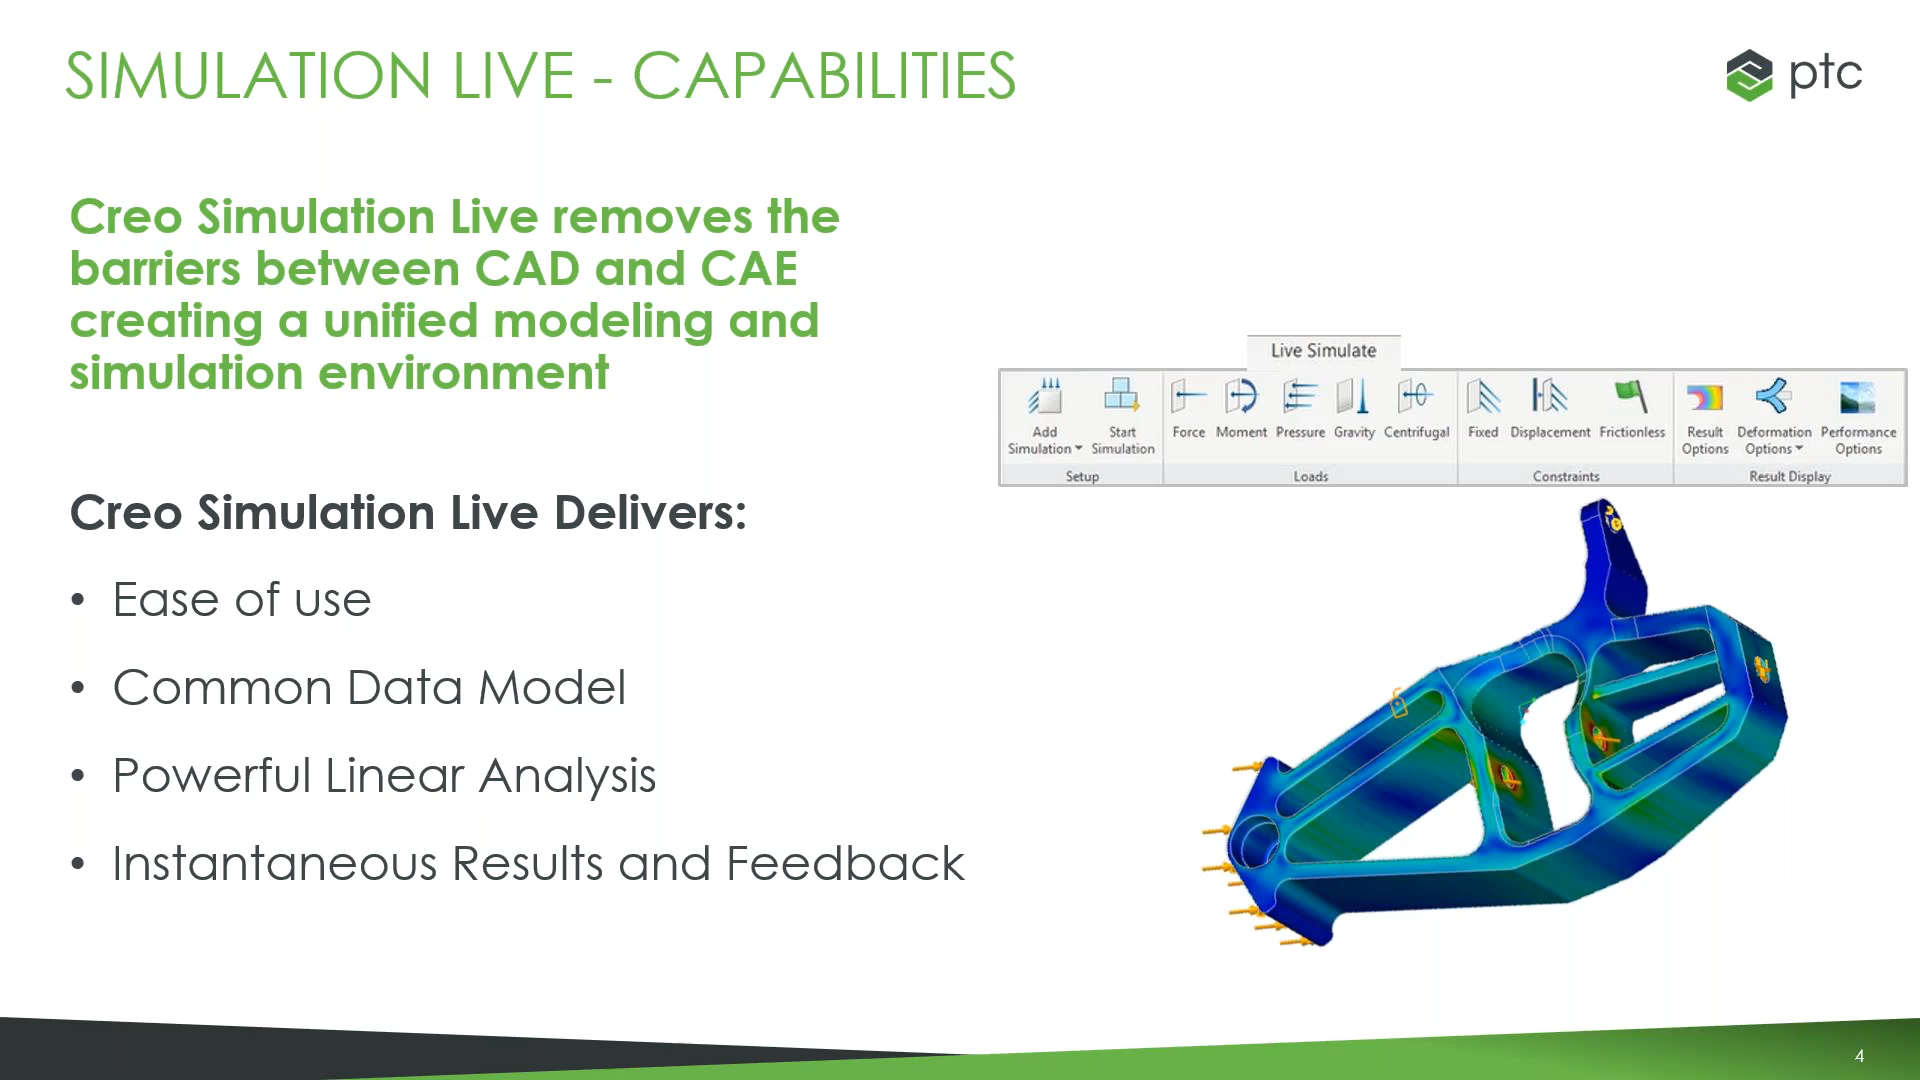 SIMULATION LIVE - CAPABILITIES
ptc
Creo Simulation Live removes the
barriers between CAD and CAE
creating a unified modeling and
simulation environment
Creo Simulation Live Delivers:
• Ease of use
• Common Data Model
• Powerful Linear Analysis
• Instantaneous Results and Feedback
Live Simulate
Add Simulation
Start Simulation
Force
Moment
Pressure
Gravity
Centrifugal
Fixed
Displacement
Frictionless
Result Options
Deformation Options
Performance Options
Setup
Loads
Constraints
Result Display
4